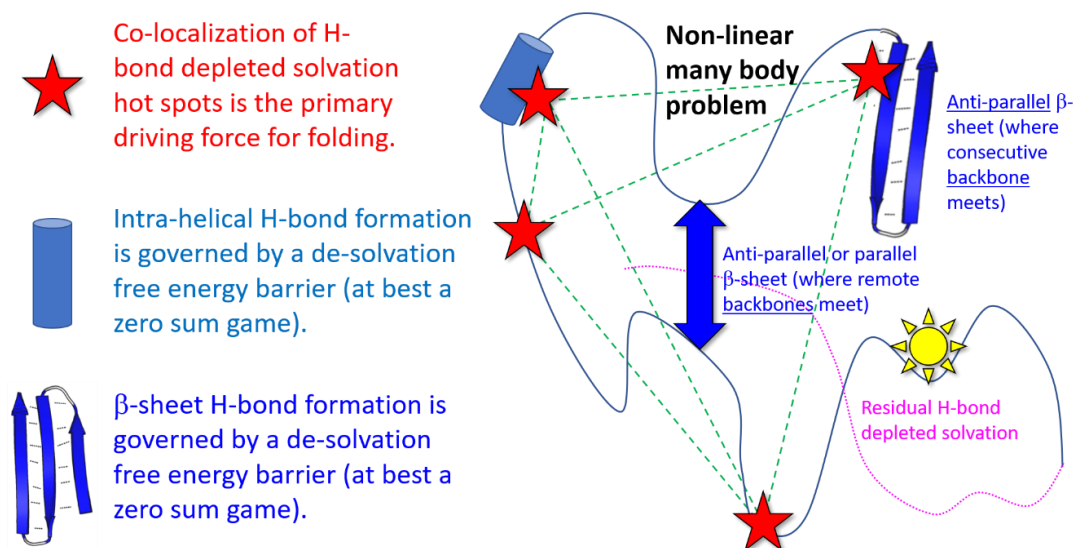 Co-localization of H-
bond depleted solvation
hot spots is the primary
driving force for folding.
Intra-helical H-bond formation
is governed by a de-solvation
free energy barrier (at best a
zero sum game).
β-sheet H-bond formation is
governed by a de-solvation
free energy barrier (at best a
zero sum game).
Non-linear
many body
problem
Anti-parallel β-
sheet (where
consecutive
backbone
meets)
Anti-parallel or parallel
β-sheet (where remote
backbones meet)
Residual H-bond
depleted solvation